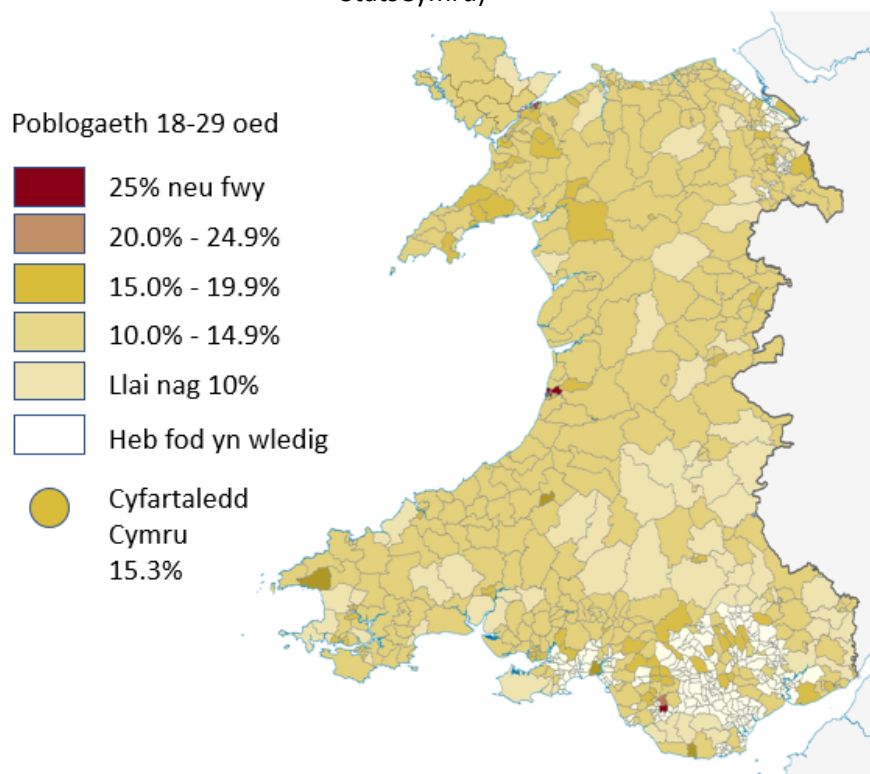 Poblogaeth 18-29 oed
25% neu fwy
20.0% - 24.9%
15.0% - 19.9%
10.0% - 14.9%
Llai nag 10%
Heb fod yn wledig
Cyfartaledd
Cymru
15.3%